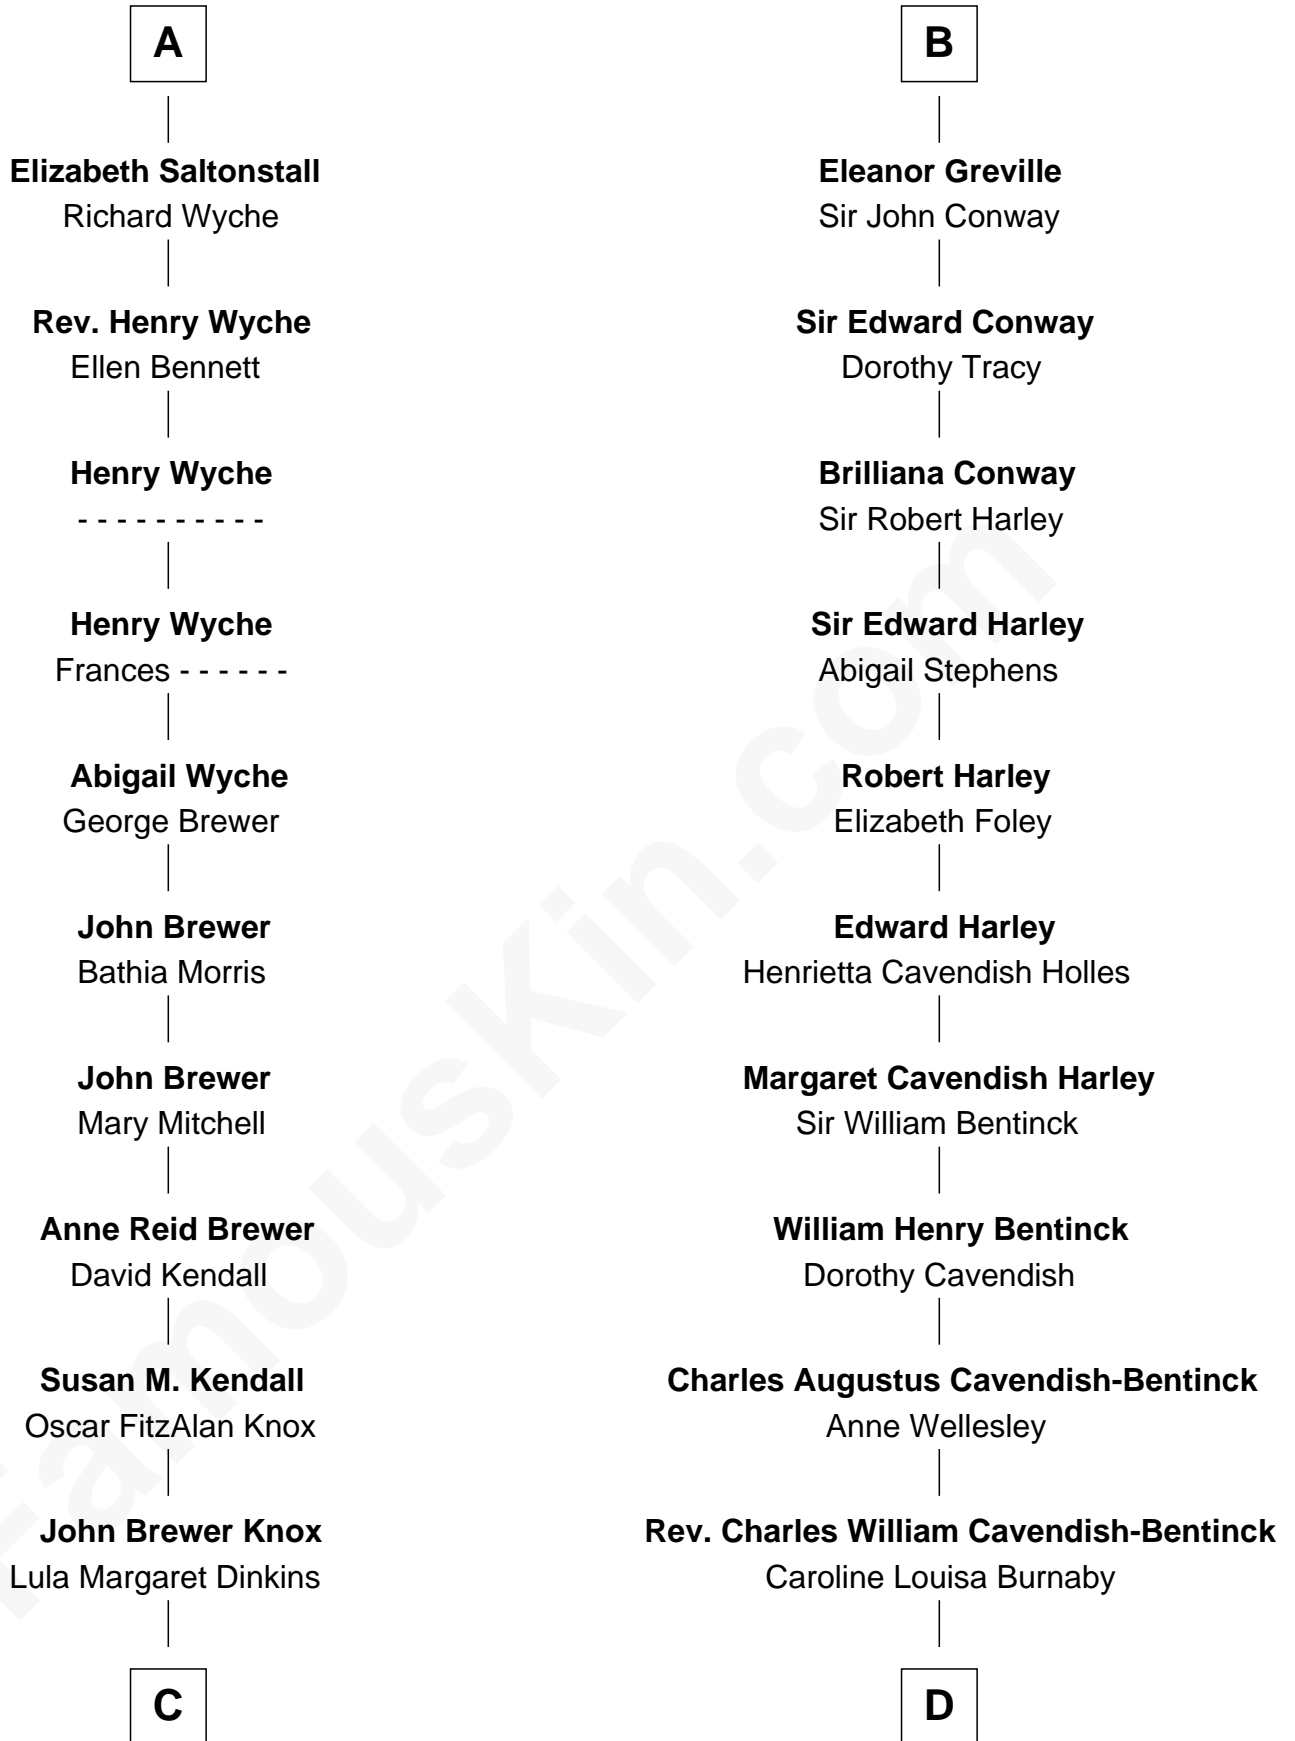 A
Elizabeth Saltonstall
Richard Wyche
Rev. Henry Wyche
Ellen Bennett
Henry Wyche
- - - - - - - - - -
Henry Wyche
Frances - - - - - -
Abigail Wyche
George Brewer
John Brewer
Bathia Morris
John Brewer
Mary Mitchell
Anne Reid Brewer
David Kendall
Susan M. Kendall
Oscar FitzAlan Knox
John Brewer Knox
Lula Margaret Dinkins
C
B
Eleanor Greville
Sir John Conway
Sir Edward Conway
Dorothy Tracy
Brilliana Conway
Sir Robert Harley
Sir Edward Harley
Abigail Stephens
Robert Harley
Elizabeth Foley
Edward Harley
Henrietta Cavendish Holles
Margaret Cavendish Harley
Sir William Bentinck
William Henry Bentinck
Dorothy Cavendish
Charles Augustus Cavendish-Bentinck
Anne Wellesley
Rev. Charles William Cavendish-Bentinck
Caroline Louisa Burnaby
D
FamousKin.com